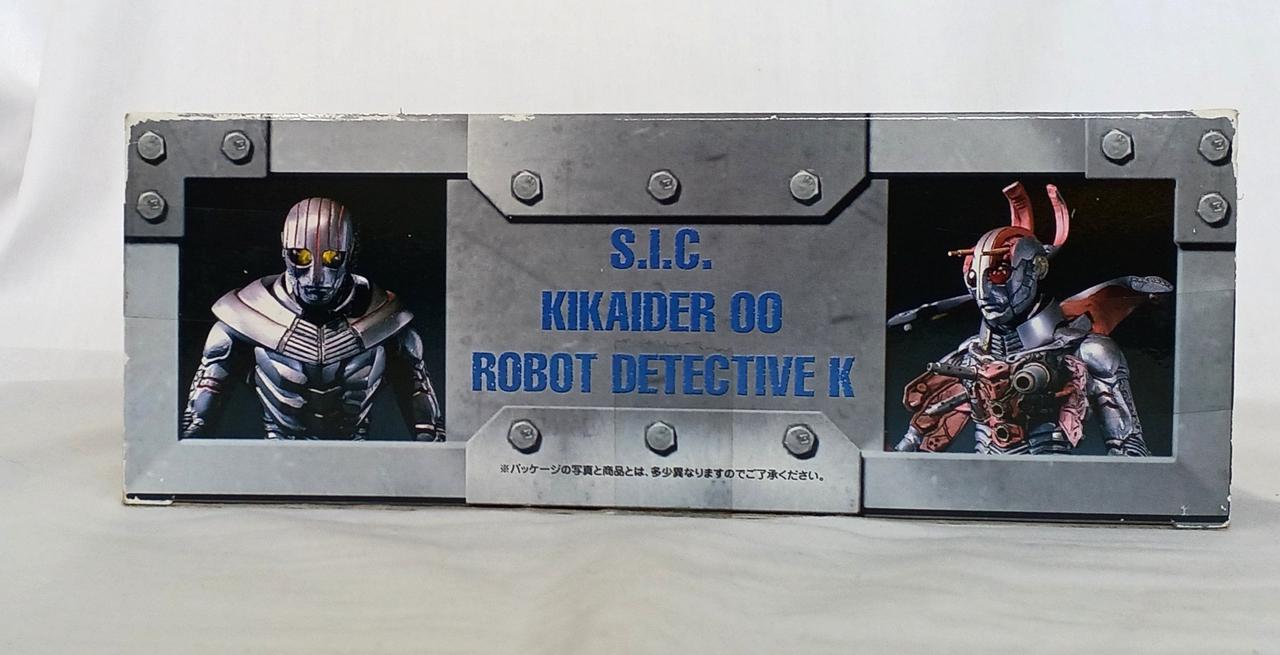 S.I.C.
KIKAIDER 00
ROBOT DETECTIVE K
※パッケージの写真と商品とは、多少異なりますのでご了承ください。